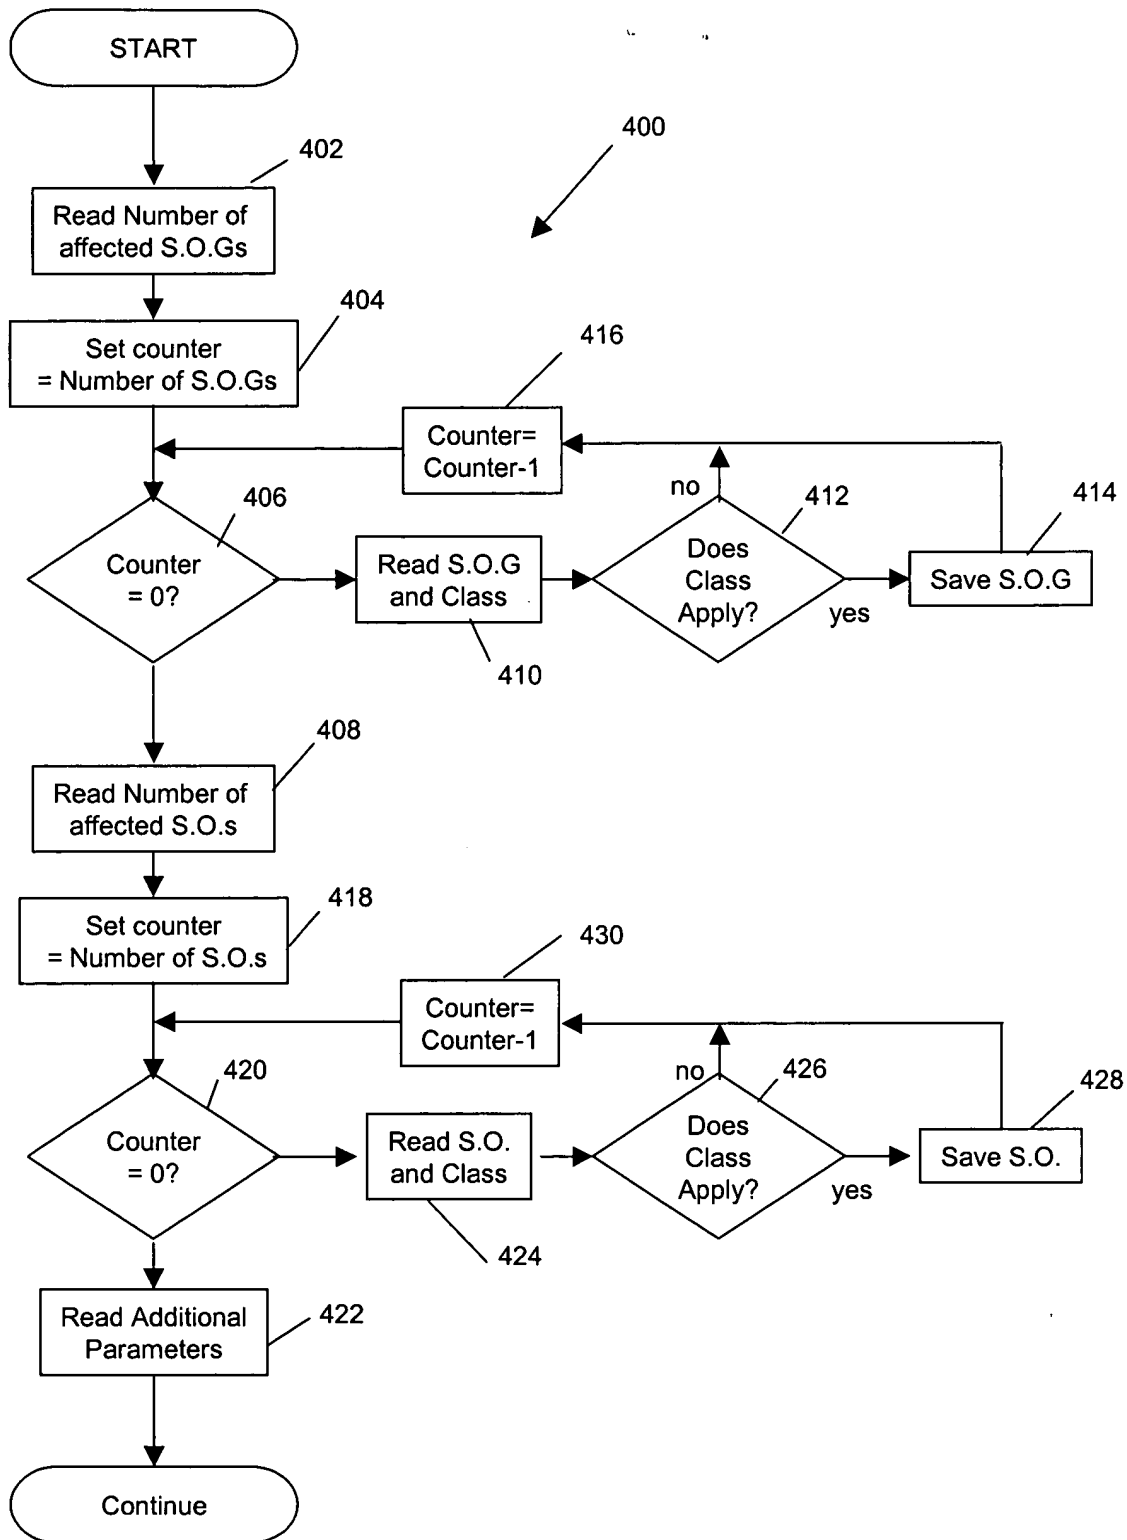 START
400
402
Read Number of
affected S.O.Gs
404
Set counter
= Number of S.O.Gs
416
Counter=
Counter-1
406
Counter
= 0?
Read S.O.G
and Class
410
no
412
Does
Class
Apply?
yes
414
Save S.O.G
408
Read Number of
affected S.O.s
418
Set counter
= Number of S.O.s
430
Counter=
Counter-1
420
Counter
= 0?
Read S.O.
and Class
424
no
426
Does
Class
Apply?
yes
428
Save S.O.
Read Additional
Parameters
422
Continue